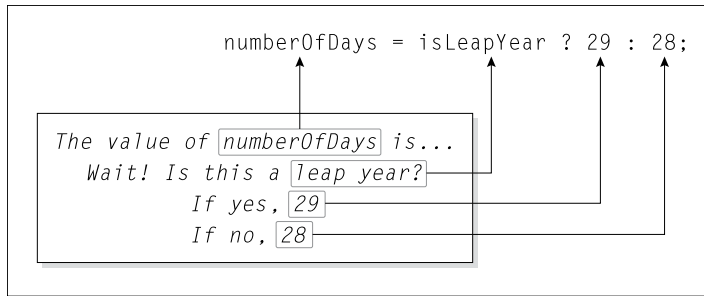 numberOfDays = isLeapYear ? 29 : 28;
The value of numberOfDays is...
Wait! Is this a leap year?
If yes, 29
If no, 28